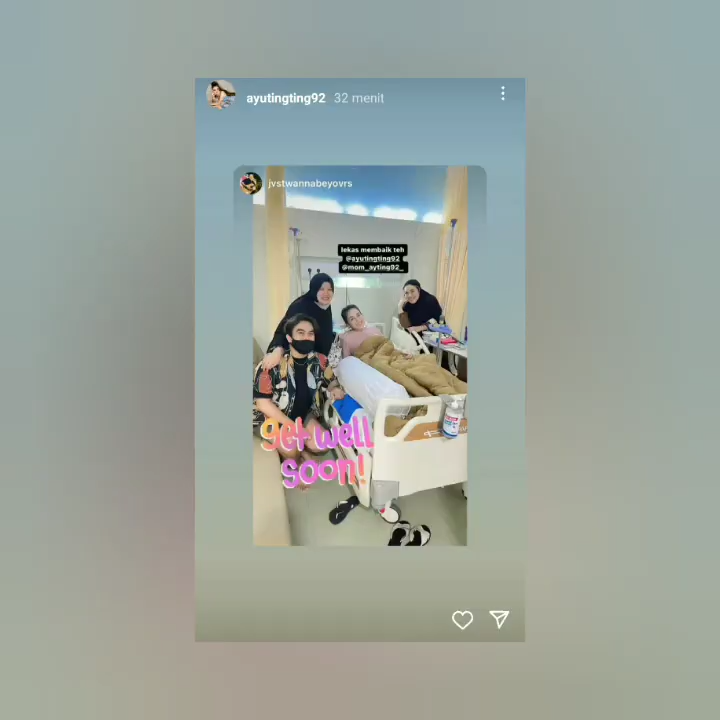 ayutingting92 32 menit
jvstwannabeyovrs
lekas membaik teh
@ayutingting92
@mom_ayting92_
get well
soon!